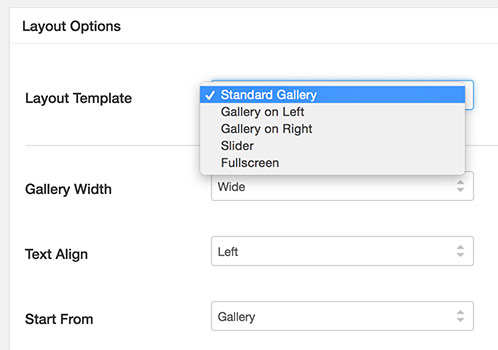 Layout Options
Layout Template
✓ Standard Gallery
Gallery on Left
Gallery on Right
Slider
Fullscreen
Gallery Width Wide
Text Align Left
Start From Gallery